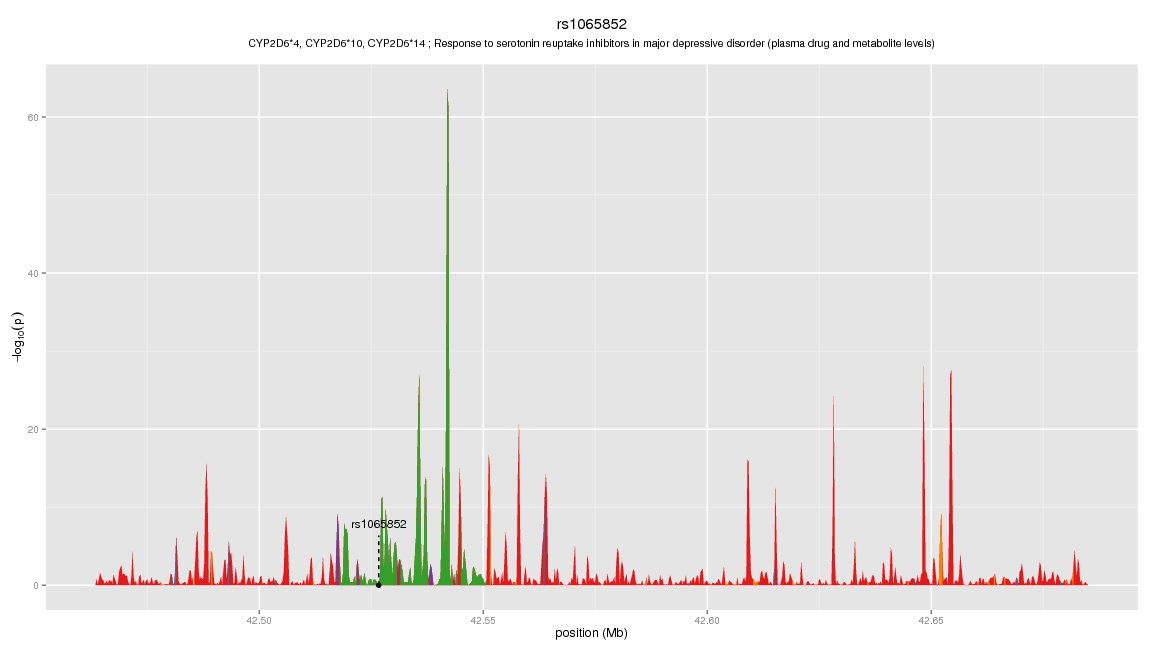 rs1065852
CYP2D6*4, CYP2D6*10, CYP2D6*14 ; Response to serotonin reuptake inhibitors in major depressive disorder (plasma drug and metabolite levels)
−log10(p)
60
40
20
0
rs1065852
42.50 42.55 42.60 42.65
position (Mb)